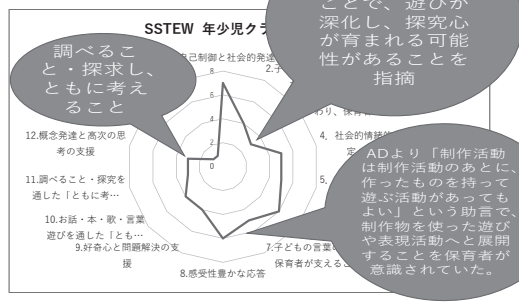 SSTEW 年少児クラ
ことで、遊びが
深化し、探究心
が育まれる可能
性があることを
指摘
調べるこ
と・探求し、
ともに考え
ること
自己制御と社会的発達
2.子
わり、保育者
4. 社会的情緒的
定
5.
12.概念発達と高次の思
考の支援
11.調べること・探究を
通した「ともに考…
10.お話・本・歌・言葉
遊びを通した「とも…
9.好奇心と問題解決の支
援
8.感受性豊かな応答
7.子どもの言葉の
保育者が支えるこ
8
6
4
2
0
ADより「制作活動
は制作活動のあとに、
作ったものを持って
遊ぶ活動があっても
よい」という助言で、
制作物を使った遊び
や表現活動へと展開
することを保育者が
意識されていた。